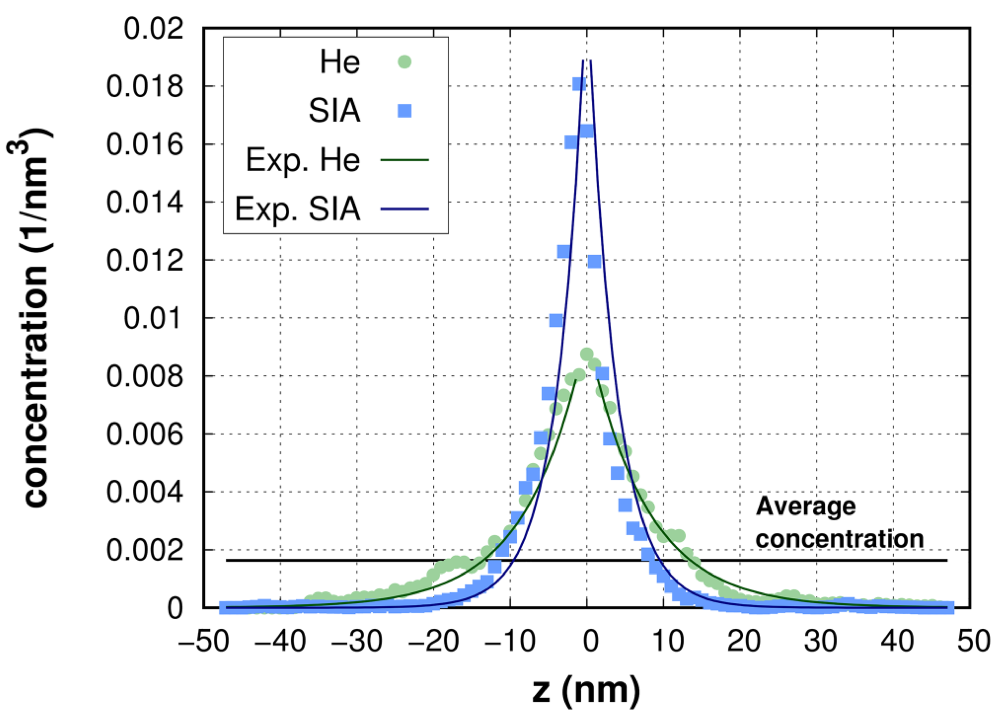 0.02
0.018
0.016
0.014
0.012
0.01
0.008
0.006
0.004
0.002
0
concentration (1/nm³)
He
SIA
Exp. He
Exp. SIA
Average
concentration
−50 −40 −30 −20 −10 0 10 20 30 40 50
z (nm)